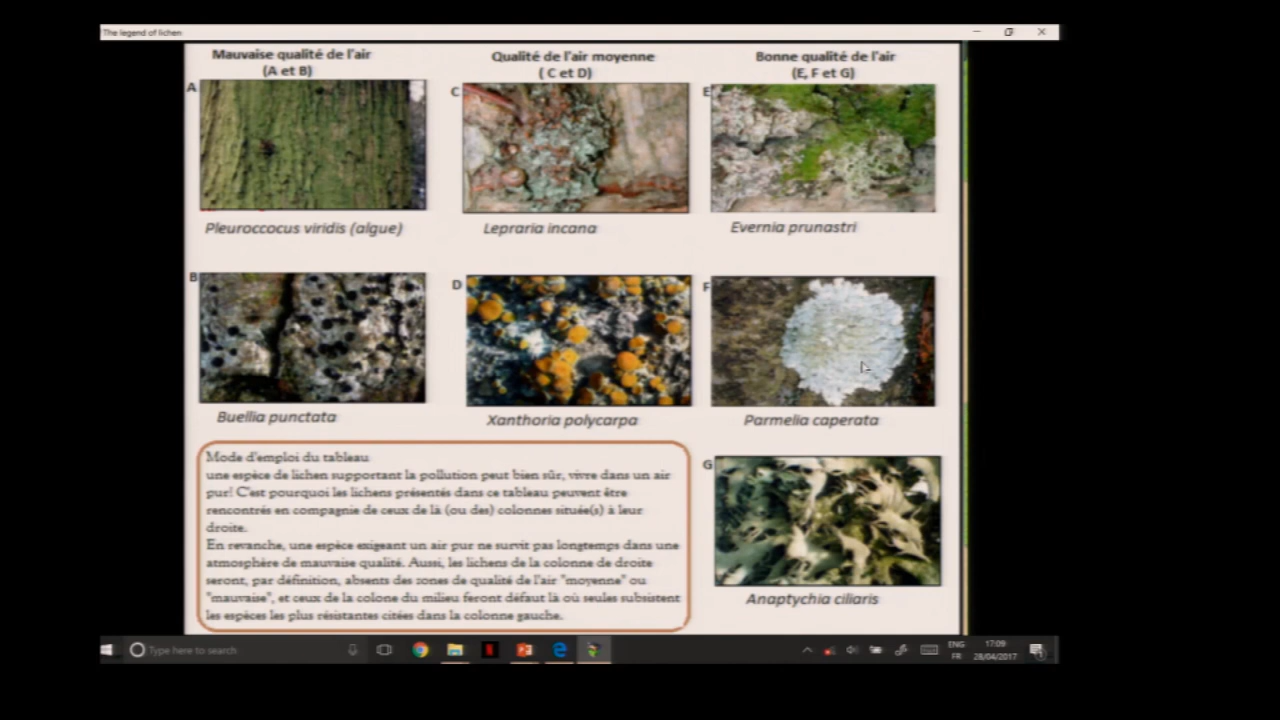 The legend of lichen
Mauvaise qualité de l'air
(A et B)
Qualité de l'air moyenne
( C et D)
Bonne qualité de l'air
(E, F et G)
A
C
E
Pleuroccocus viridis (algue)
Lepraria incana
Evernia prunastri
B
D
F
Buellia punctata
Xanthoria polycarpa
Parmelia caperata
Mode d'emploi du tableau
une espèce de lichen supportant la pollution peut bien sûr, vivre dans un air
pur! C'est pourquoi les lichens présentés dans ce tableau peuvent être
rencontrés en compagnie de ceux de là (ou des) colonnes située(s) à leur
droite.
En revanche, une espèce exigeant un air pur ne survit pas longtemps dans une
atmosphère de mauvaise qualité. Aussi, les lichens de la colonne de droite
seront, par définition, absents des zones de qualité de l'air "moyenne" ou
"mauvaise", et ceux de la colone du milieu feront défaut là où seules subsistent
les espèces les plus résistantes citées dans la colonne gauche.
G
Anaptychia ciliaris
Type here to search
ENG
FR
17:09
28/04/2017